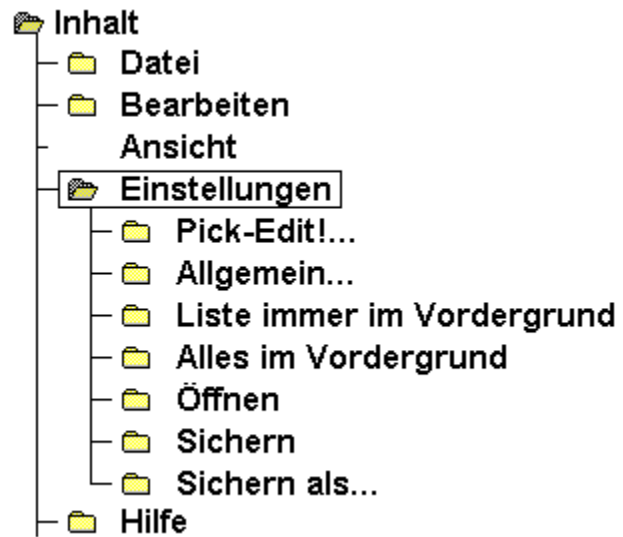 Inhalt
Datei
Bearbeiten
Ansicht
Einstellungen
Pick-Edit!...
Allgemein...
Liste immer im Vordergrund
Alles im Vordergrund
Öffnen
Sichern
Sichern als...
Hilfe